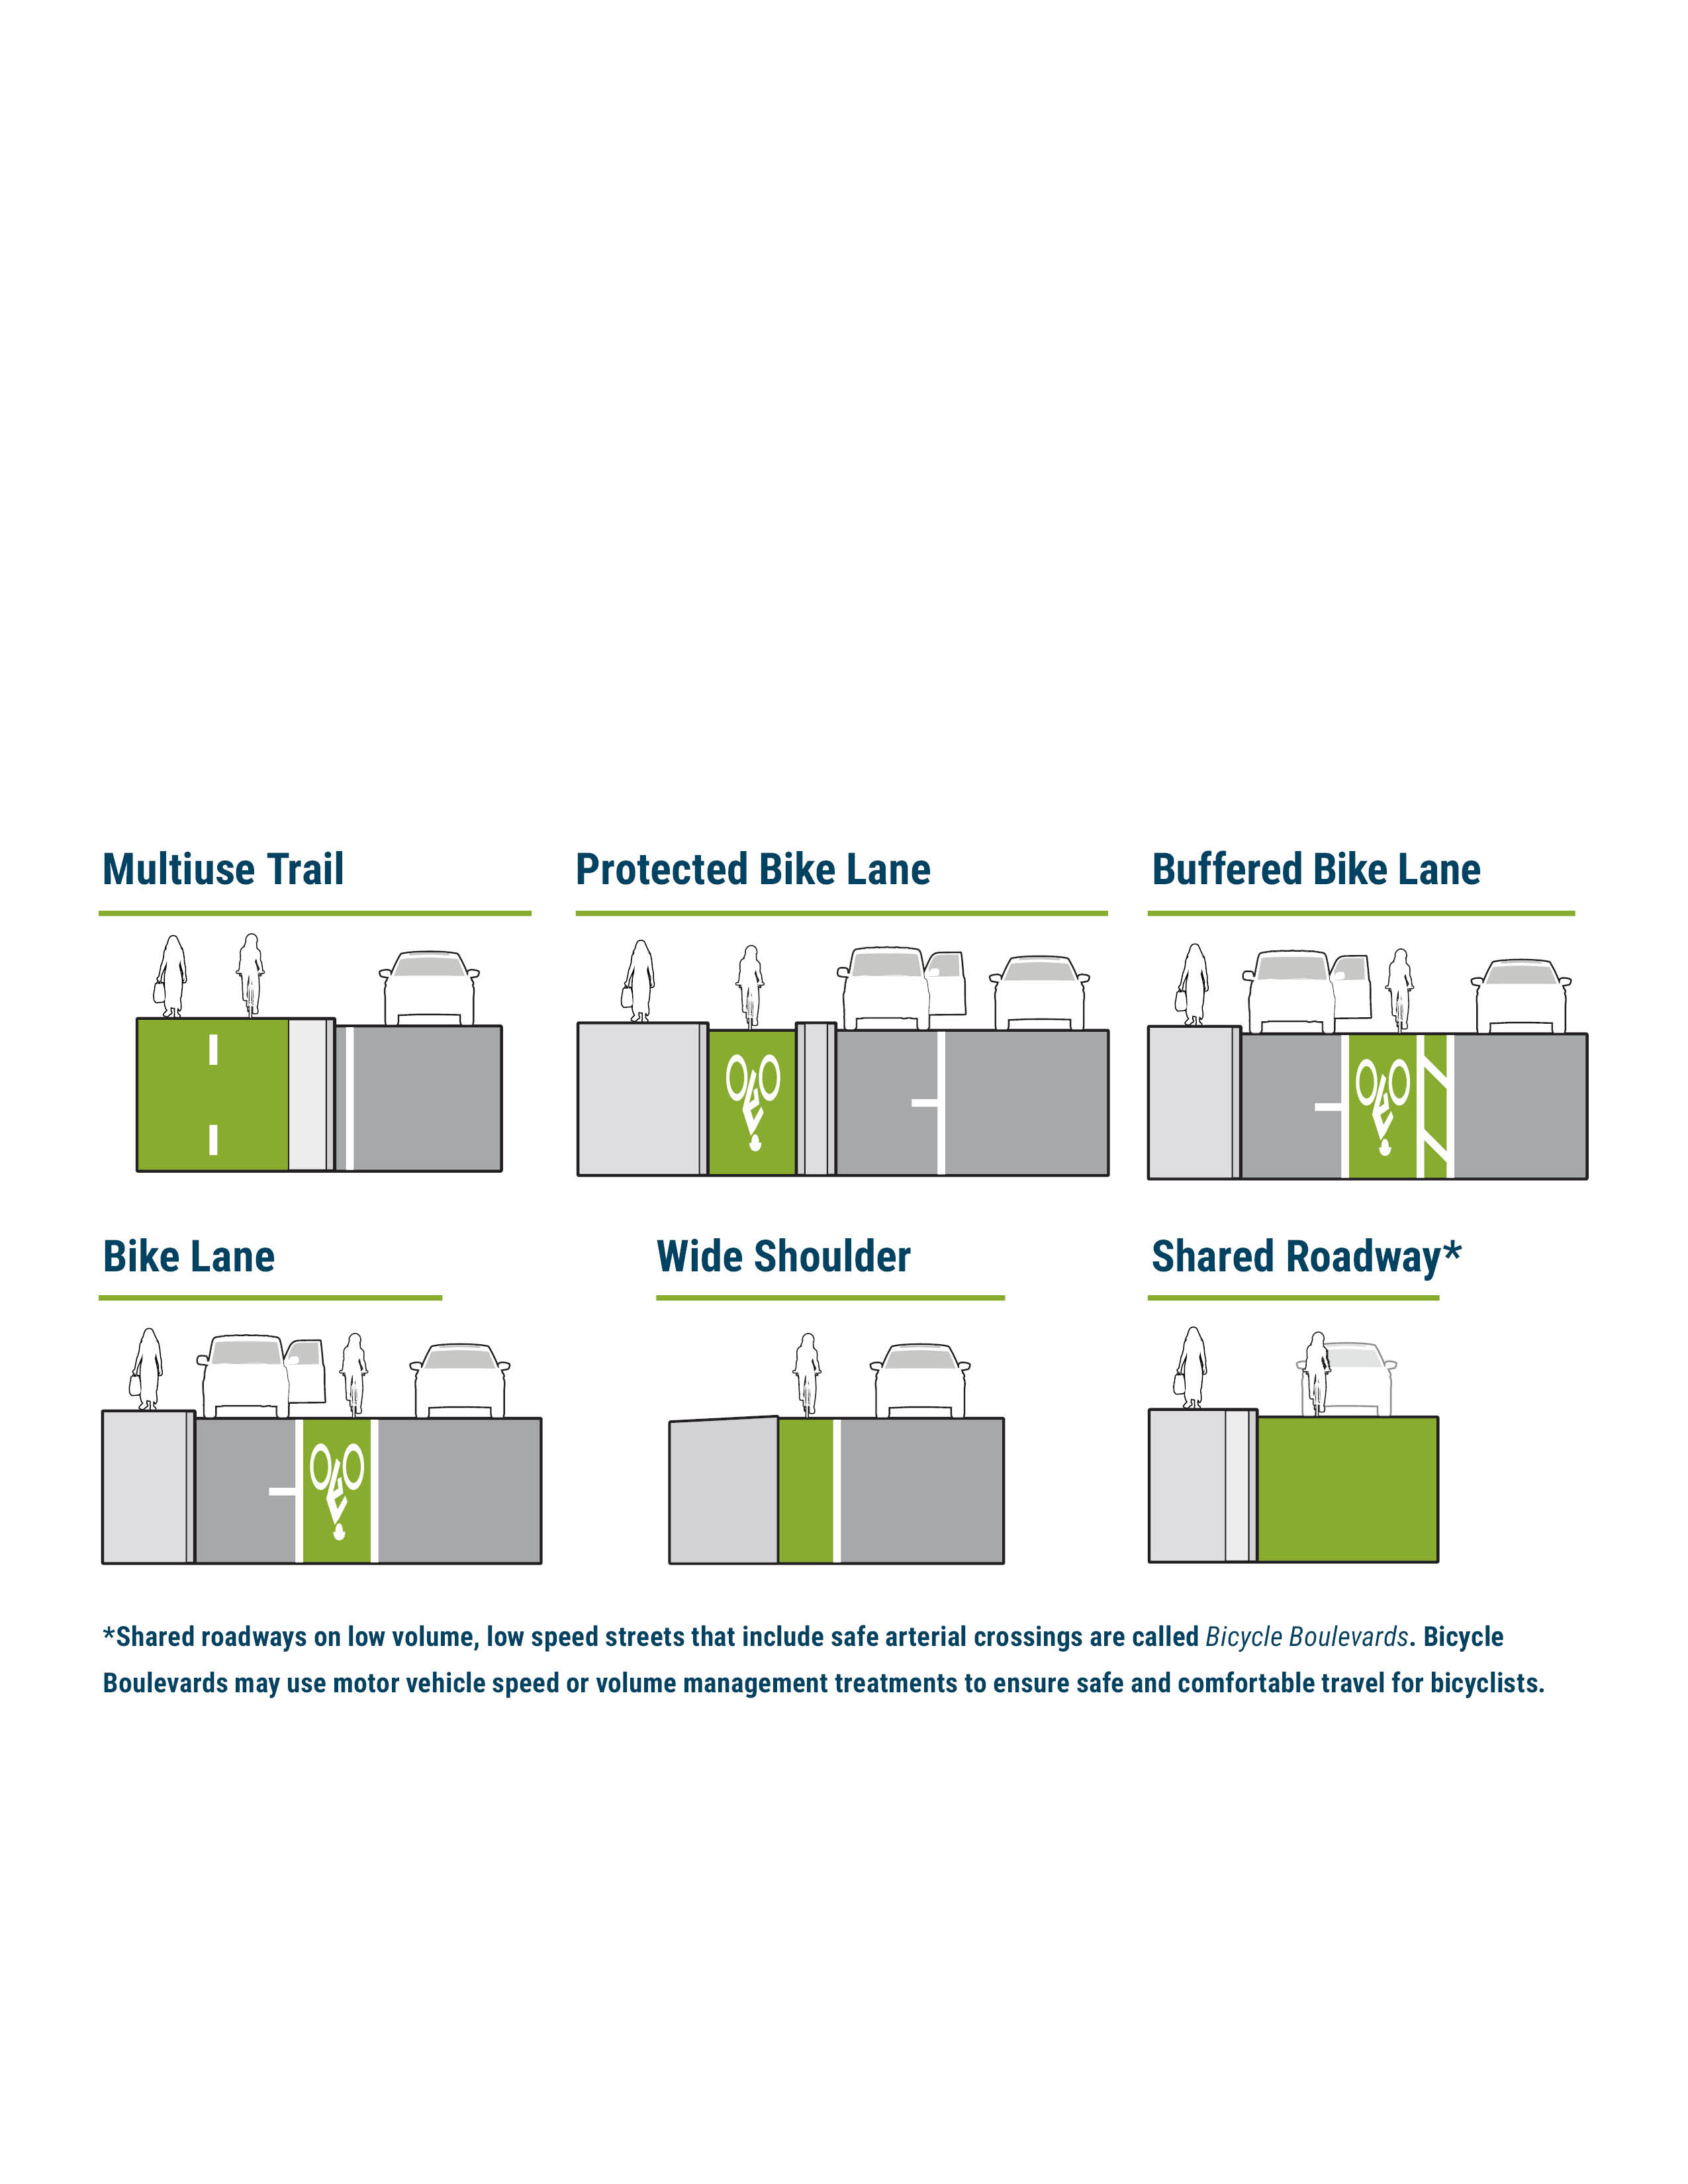 Multiuse Trail
Protected Bike Lane
Buffered Bike Lane
Bike Lane
Wide Shoulder
Shared Roadway*
*Shared roadways on low volume, low speed streets that include safe arterial crossings are called Bicycle Boulevards. Bicycle
Boulevards may use motor vehicle speed or volume management treatments to ensure safe and comfortable travel for bicyclists.